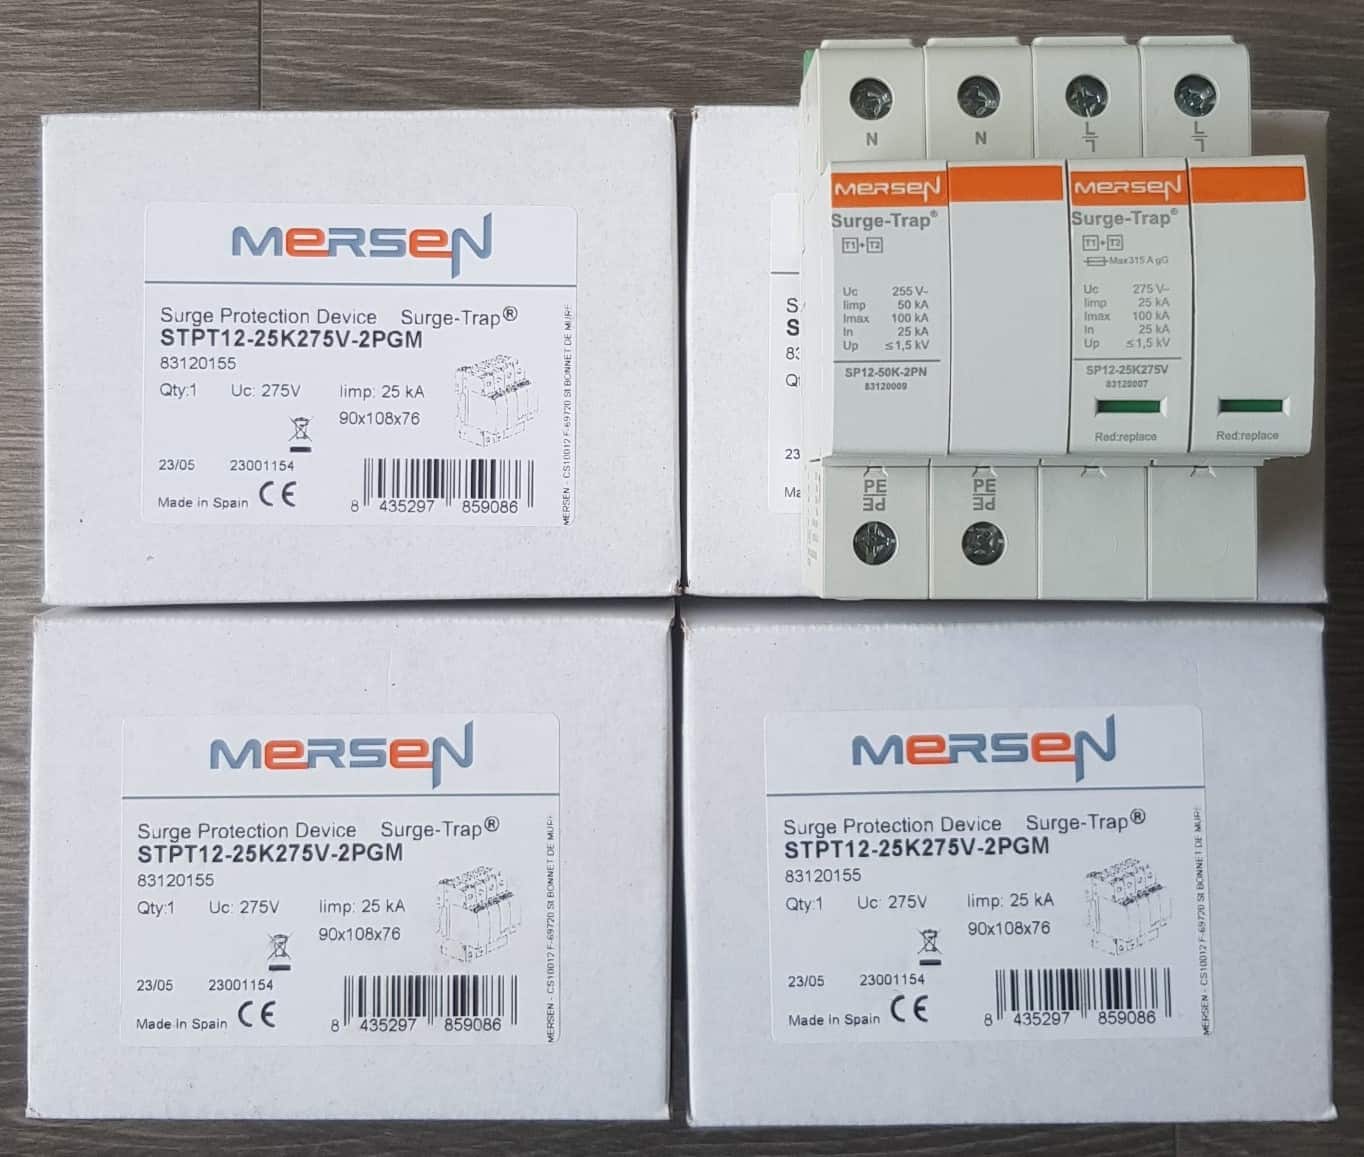 MERSEN
Surge Protection Device Surge-Trap®
STPT12-25K275V-2PGM
83120155
Qty:1 Uc: 275V Iimp: 25 kA
90x108x76
23/05 23001154
Made in Spain CE
8 435297 859086
MERSEN - CS10012 F-69720 St BONNET DE MURE
S
83
Q
23
Ma
N N L L
MERSEN
Surge-Trap®
T1+T2
Uc 255 V~
Iimp 50 kA
Imax 100 kA
In 25 kA
Up ≤1,5 kV
SP12-50K-2PN
83120009
MERSEN
Surge-Trap®
T1+T2
Max315 A gG
Uc 275 V~
Iimp 25 kA
Imax 100 kA
In 25 kA
Up ≤1,5 kV
SP12-25K275V
83120007
Red:replace
Red:replace
PE PE
PE PE
MERSEN
Surge Protection Device Surge-Trap®
STPT12-25K275V-2PGM
83120155
Qty:1 Uc: 275V Iimp: 25 kA
90x108x76
23/05 23001154
Made in Spain CE
8 435297 859086
MERSEN - CS10012 F-69720 St BONNET DE MURE
MERSEN
Surge Protection Device Surge-Trap®
STPT12-25K275V-2PGM
83120155
Qty:1 Uc: 275V Iimp: 25 kA
90x108x76
23/05 23001154
Made in Spain CE
8 435297 859086
MERSEN - CS10012 F-69720 St BONNET DE MURE